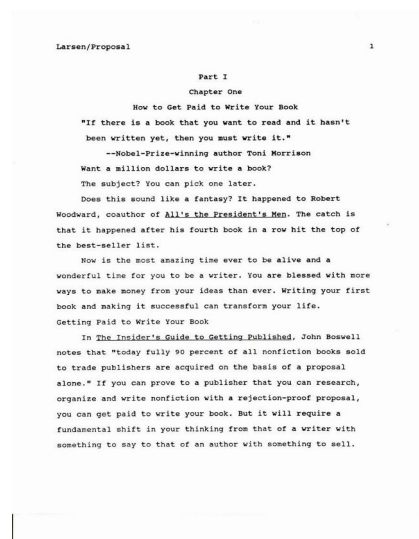 Larsen/Proposal 1
Part I
Chapter One
How to Get Paid to Write Your Book
"If there is a book that you want to read and it hasn't
been written yet, then you must write it."
--Nobel-Prize-winning author Toni Morrison
Want a million dollars to write a book?
The subject? You can pick one later.
Does this sound like a fantasy? It happened to Robert
Woodward, coauthor of All's the President's Men. The catch is
that it happened after his fourth book in a row hit the top of
the best-seller list.
Now is the most amazing time ever to be alive and a
wonderful time for you to be a writer. You are blessed with more
ways to make money from your ideas than ever. Writing your first
book and making it successful can transform your life.
Getting Paid to Write Your Book
In The Insider's Guide to Getting Published, John Boswell
notes that "today fully 90 percent of all nonfiction books sold
to trade publishers are acquired on the basis of a proposal
alone." If you can prove to a publisher that you can research,
organize and write nonfiction with a rejection-proof proposal,
you can get paid to write your book. But it will require a
fundamental shift in your thinking from that of a writer with
something to say to that of an author with something to sell.